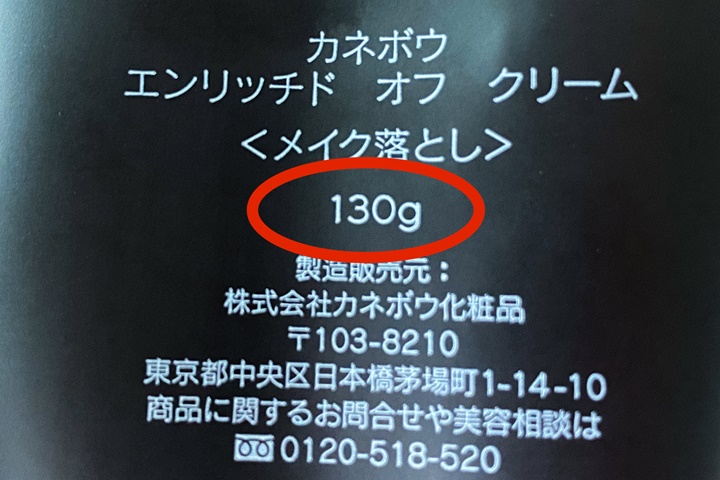 カネボウ
エンリッチド オフ クリーム
<メイク落とし>
130g
製造販売元:
株式会社カネボウ化粧品
〒103-8210
東京都中央区日本橋茅場町1-14-10
商品に関するお問合せや美容相談は
0120-518-520